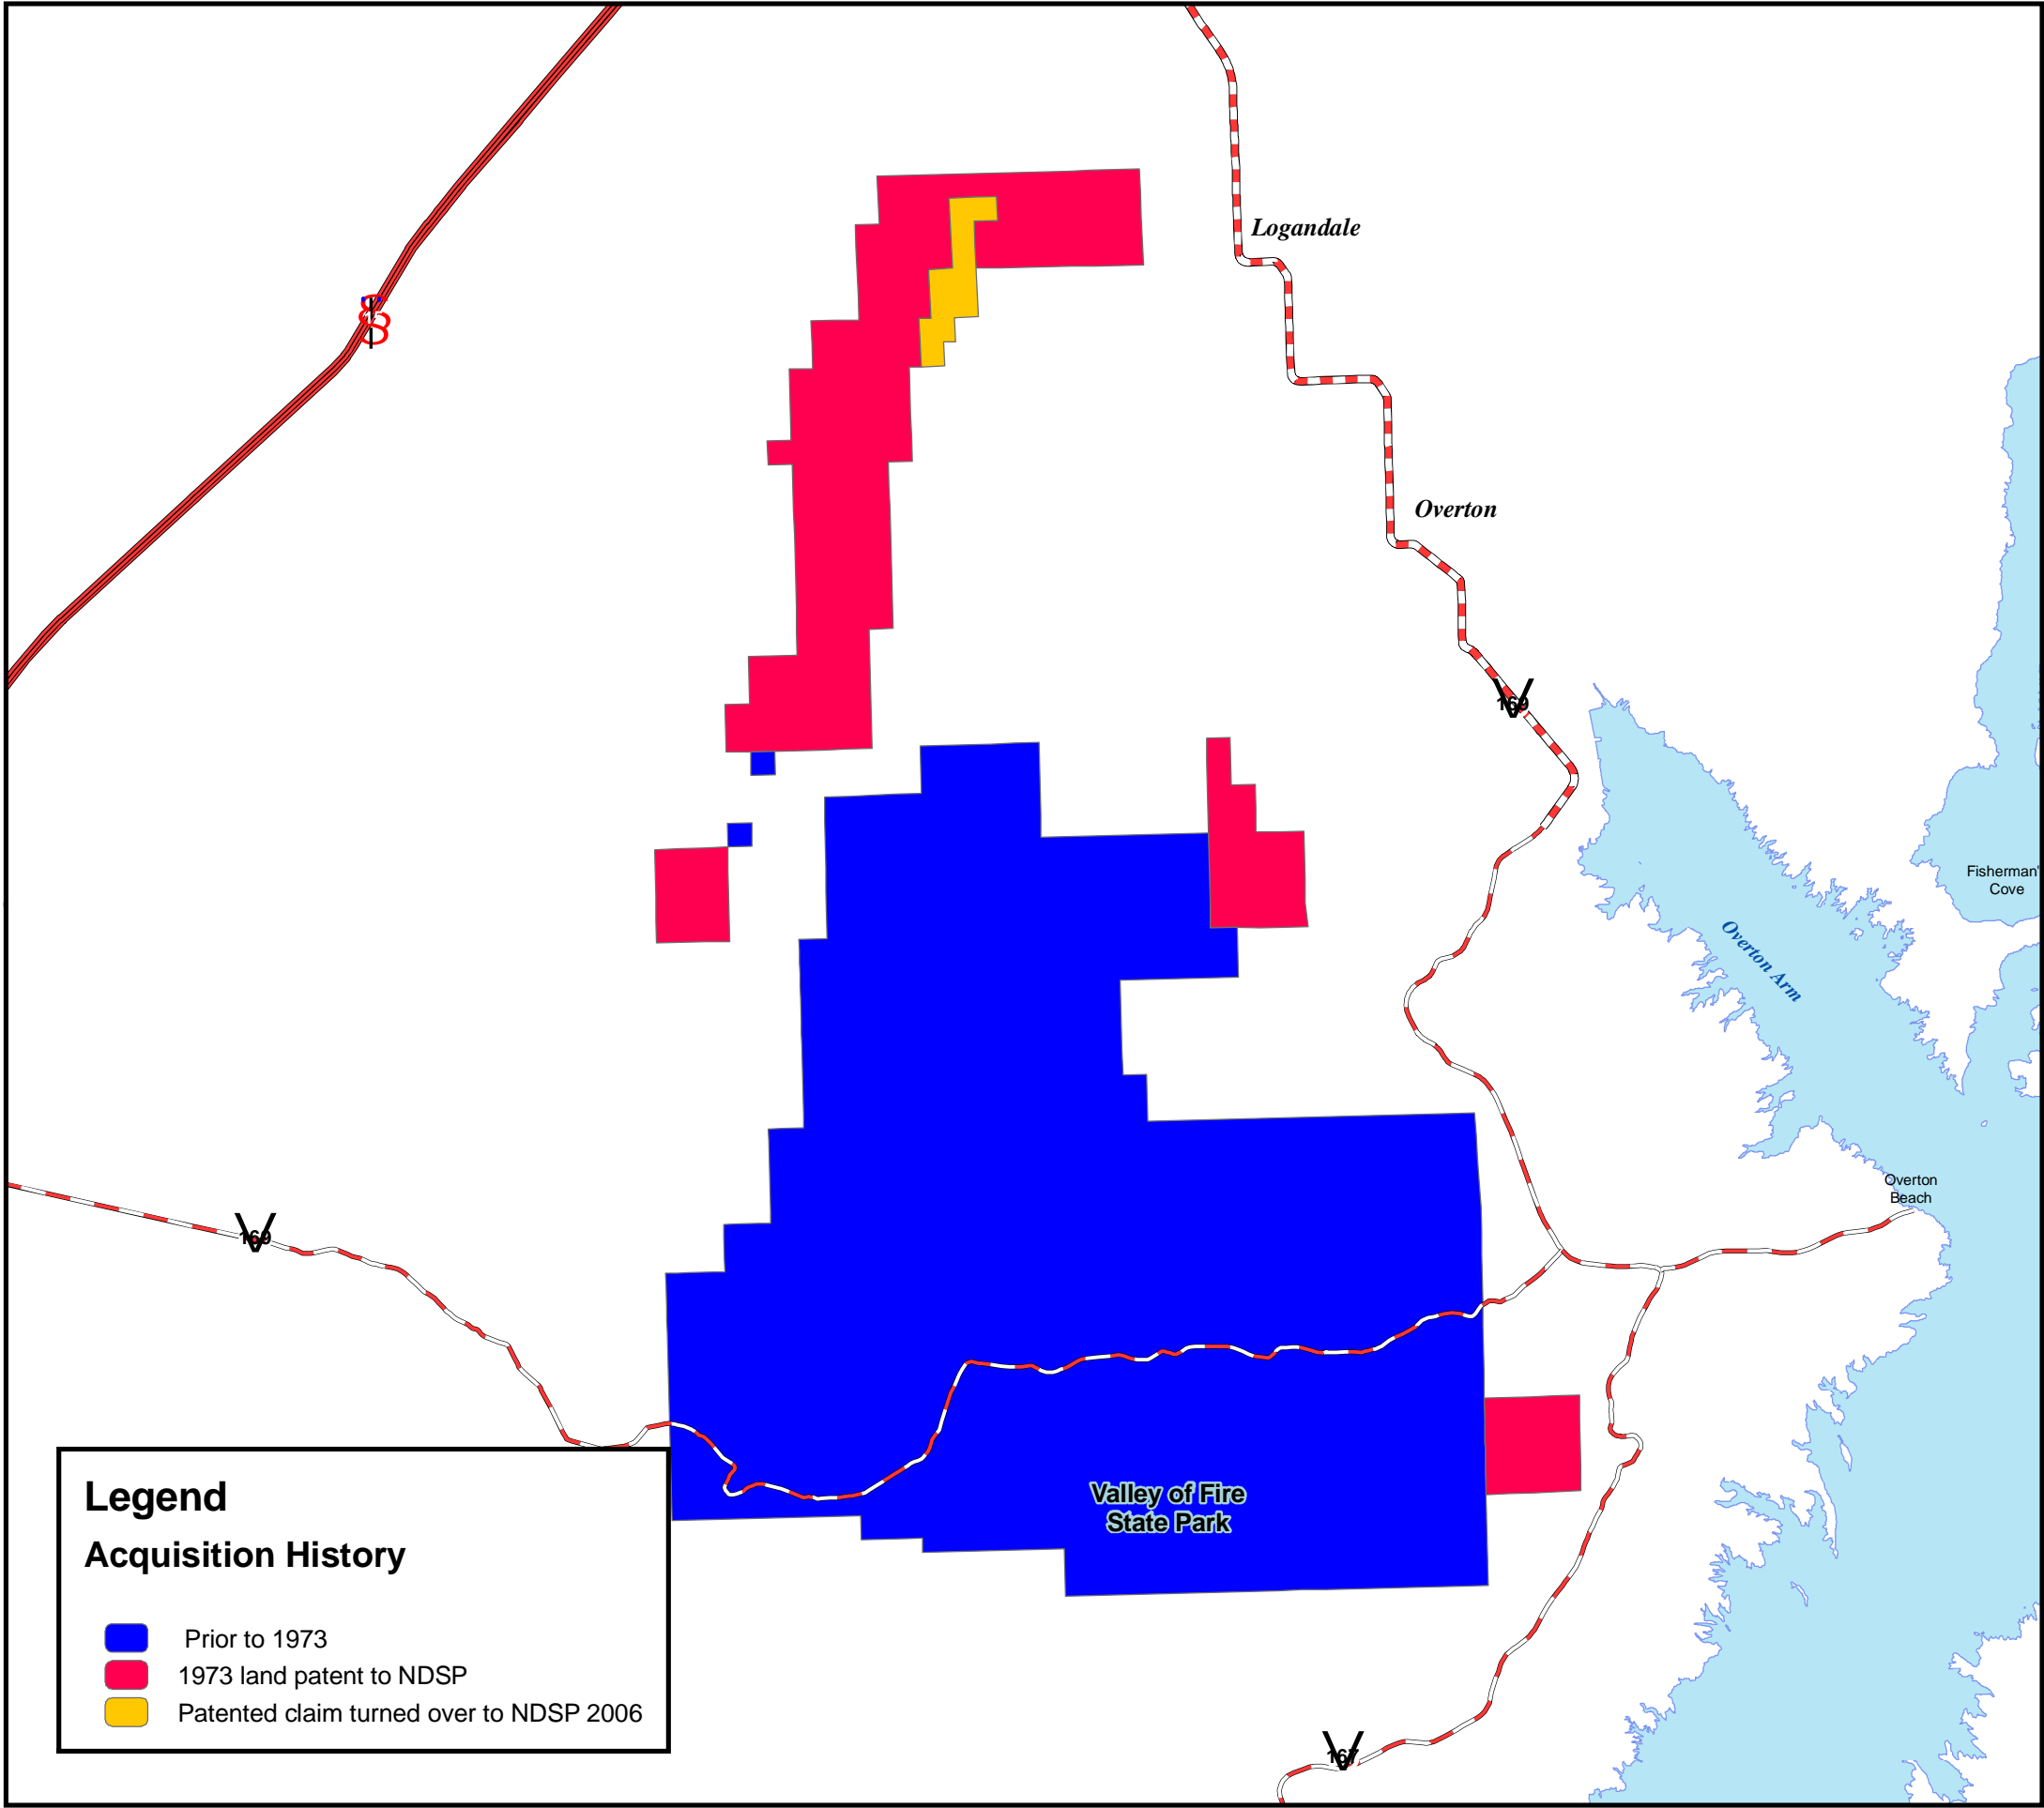 Logandale
Overton
169
Fisherman'
Cove
Overton Arm
Overton
Beach
169
Valley of Fire
State Park
Legend
Acquisition History
Prior to 1973
1973 land patent to NDSP
Patented claim turned over to NDSP 2006
167